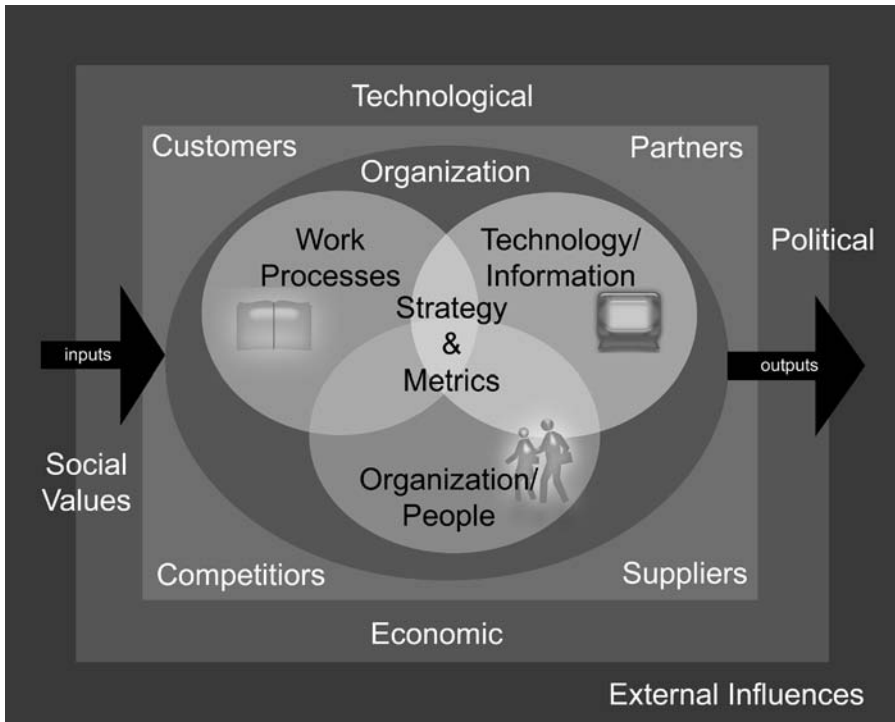 Technological
Customers
Partners
Organization
Work
Processes
Technology/
Information
Political
Strategy
&
Metrics
inputs
outputs
Social
Values
Organization/
People
Competitiors
Suppliers
Economic
External Influences